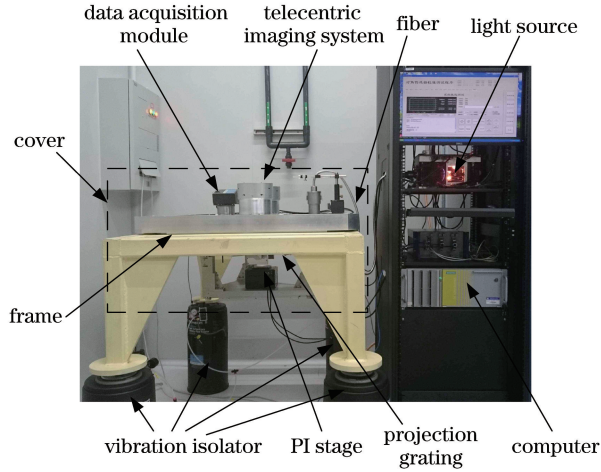 data acquisition
module
telecentric
imaging system
fiber
light source
cover
frame
vibration isolator
PI stage
projection
grating
computer